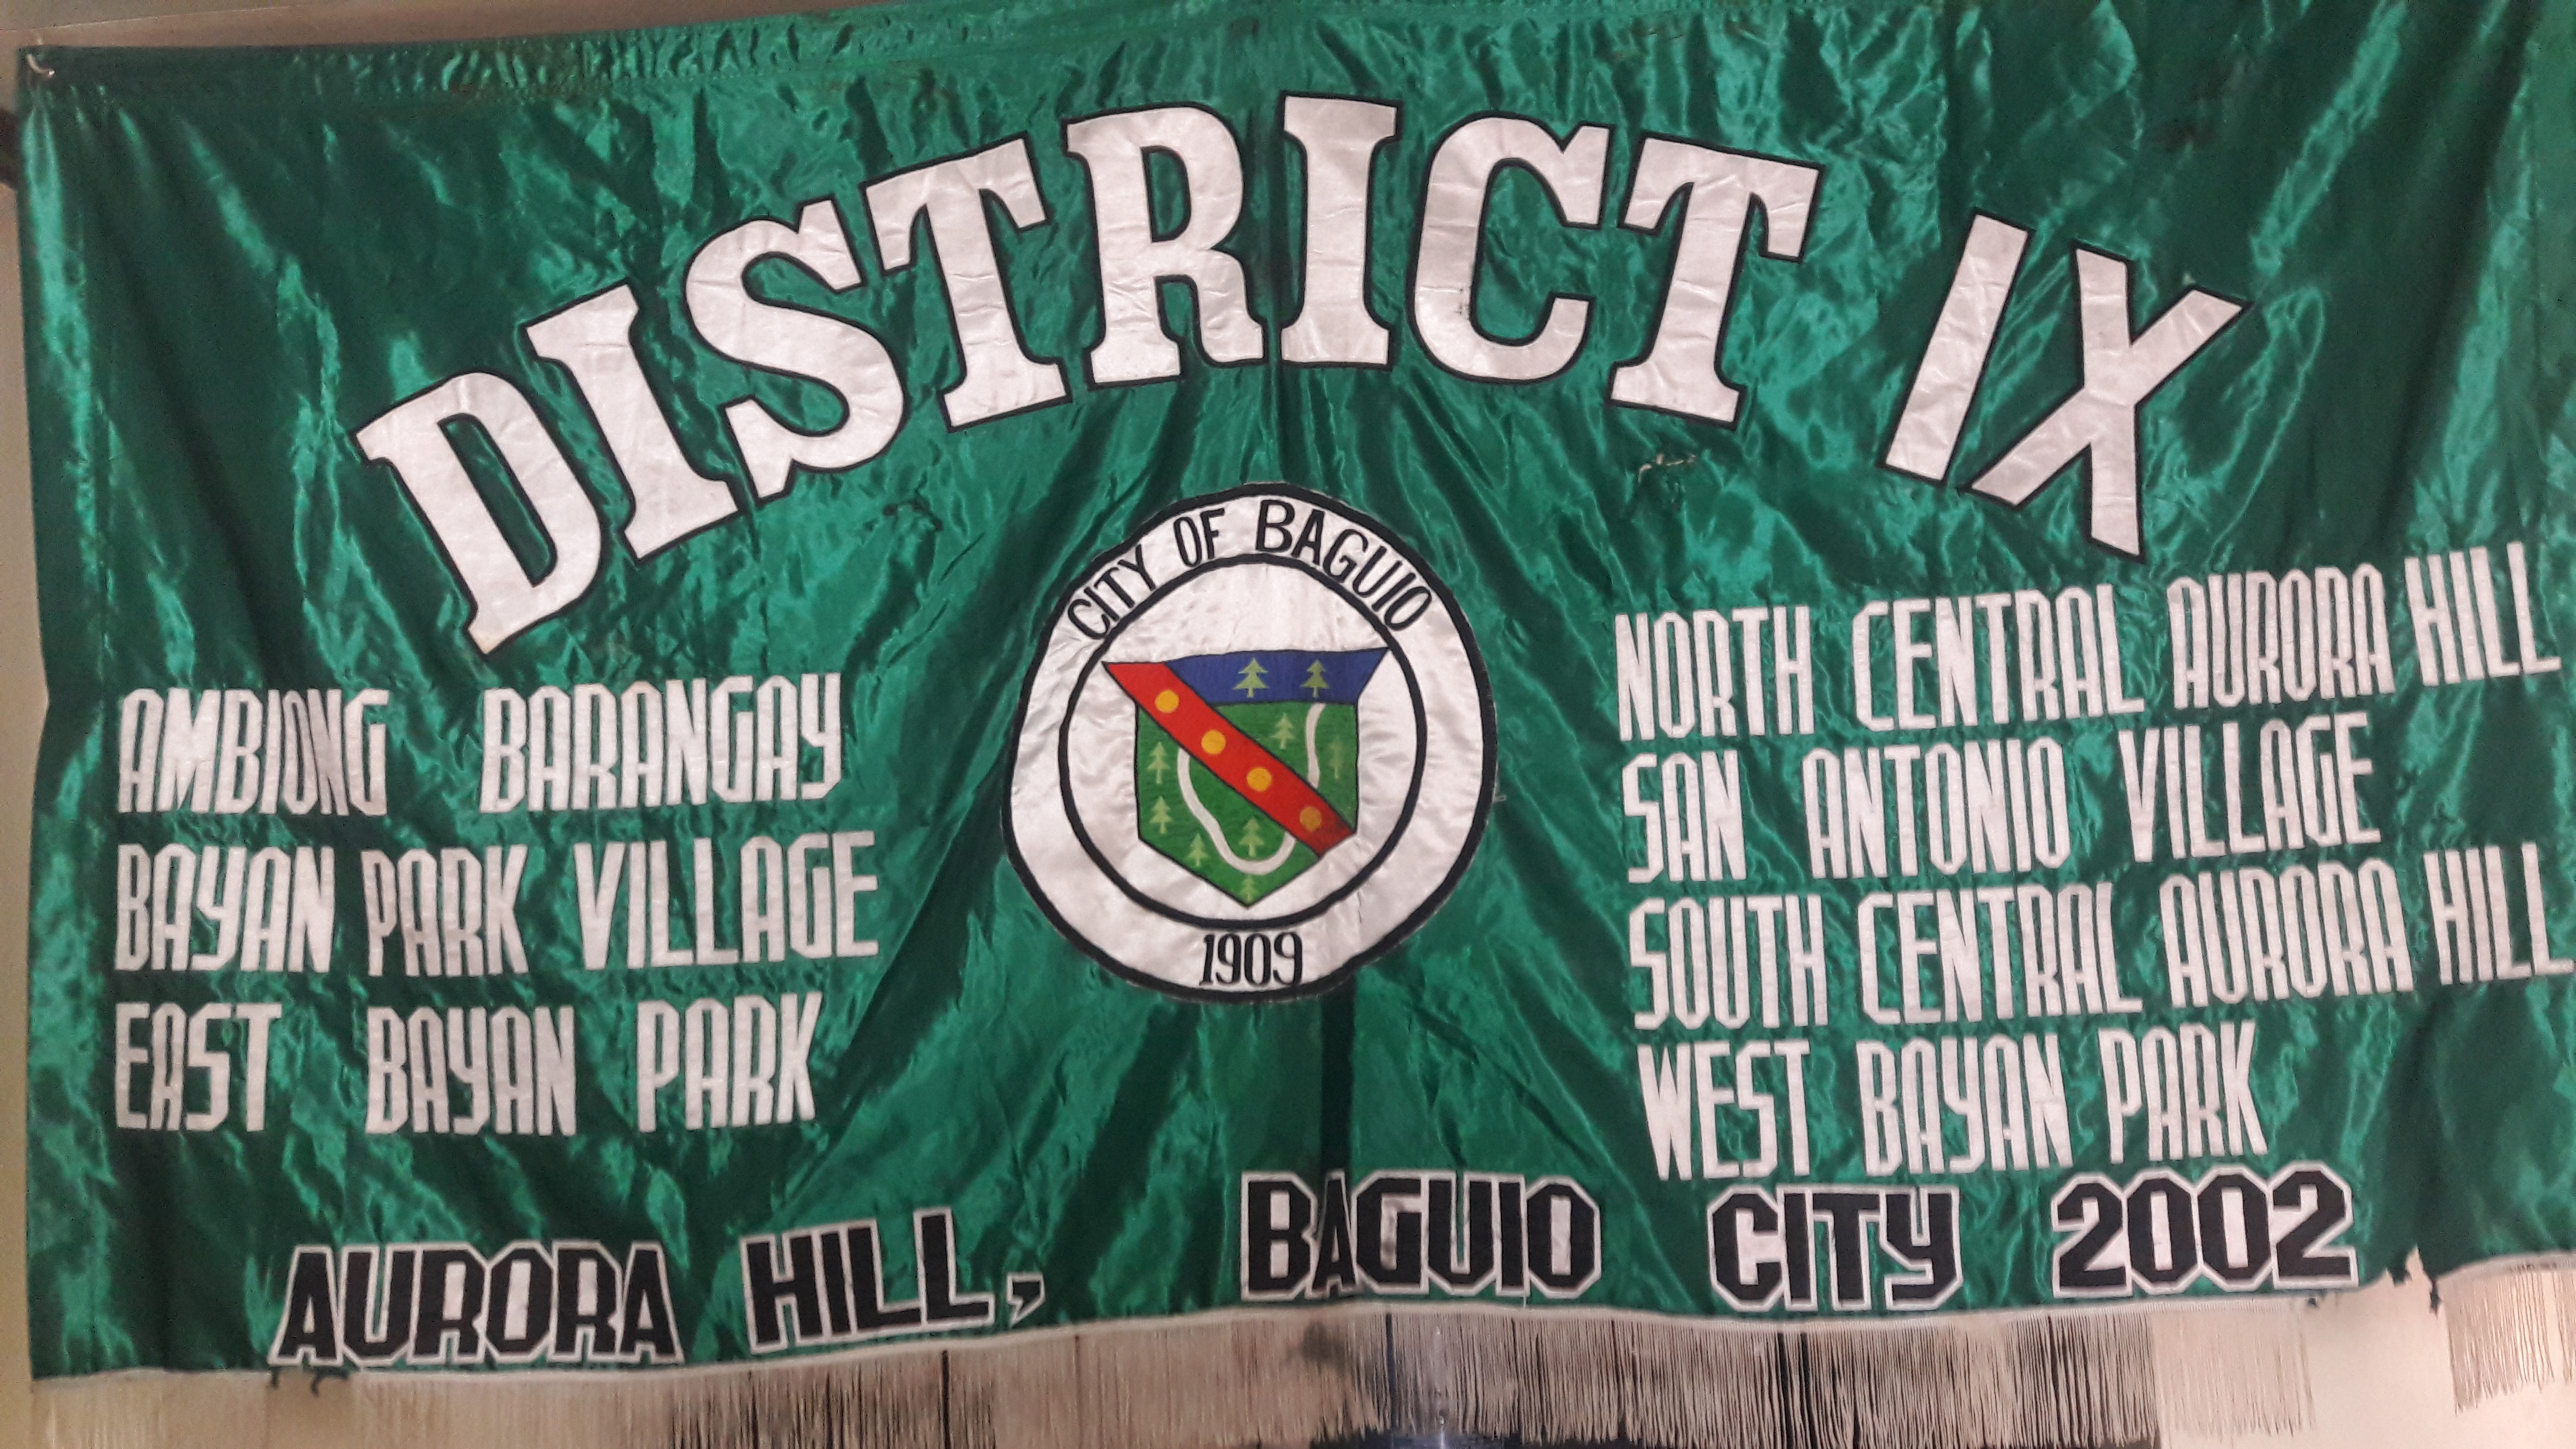 DISTRICT IX
CITY OF BAGUIO
1909
AMBIONG BARANGAY
BAYAN PARK VILLAGE
EAST BAYAN PARK
NORTH CENTRAL AURORA HILL
SAN ANTONIO VILLAGE
SOUTH CENTRAL AURORA HILL
WEST BAYAN PARK
AURORA HILL, BAGUIO CITY 2002